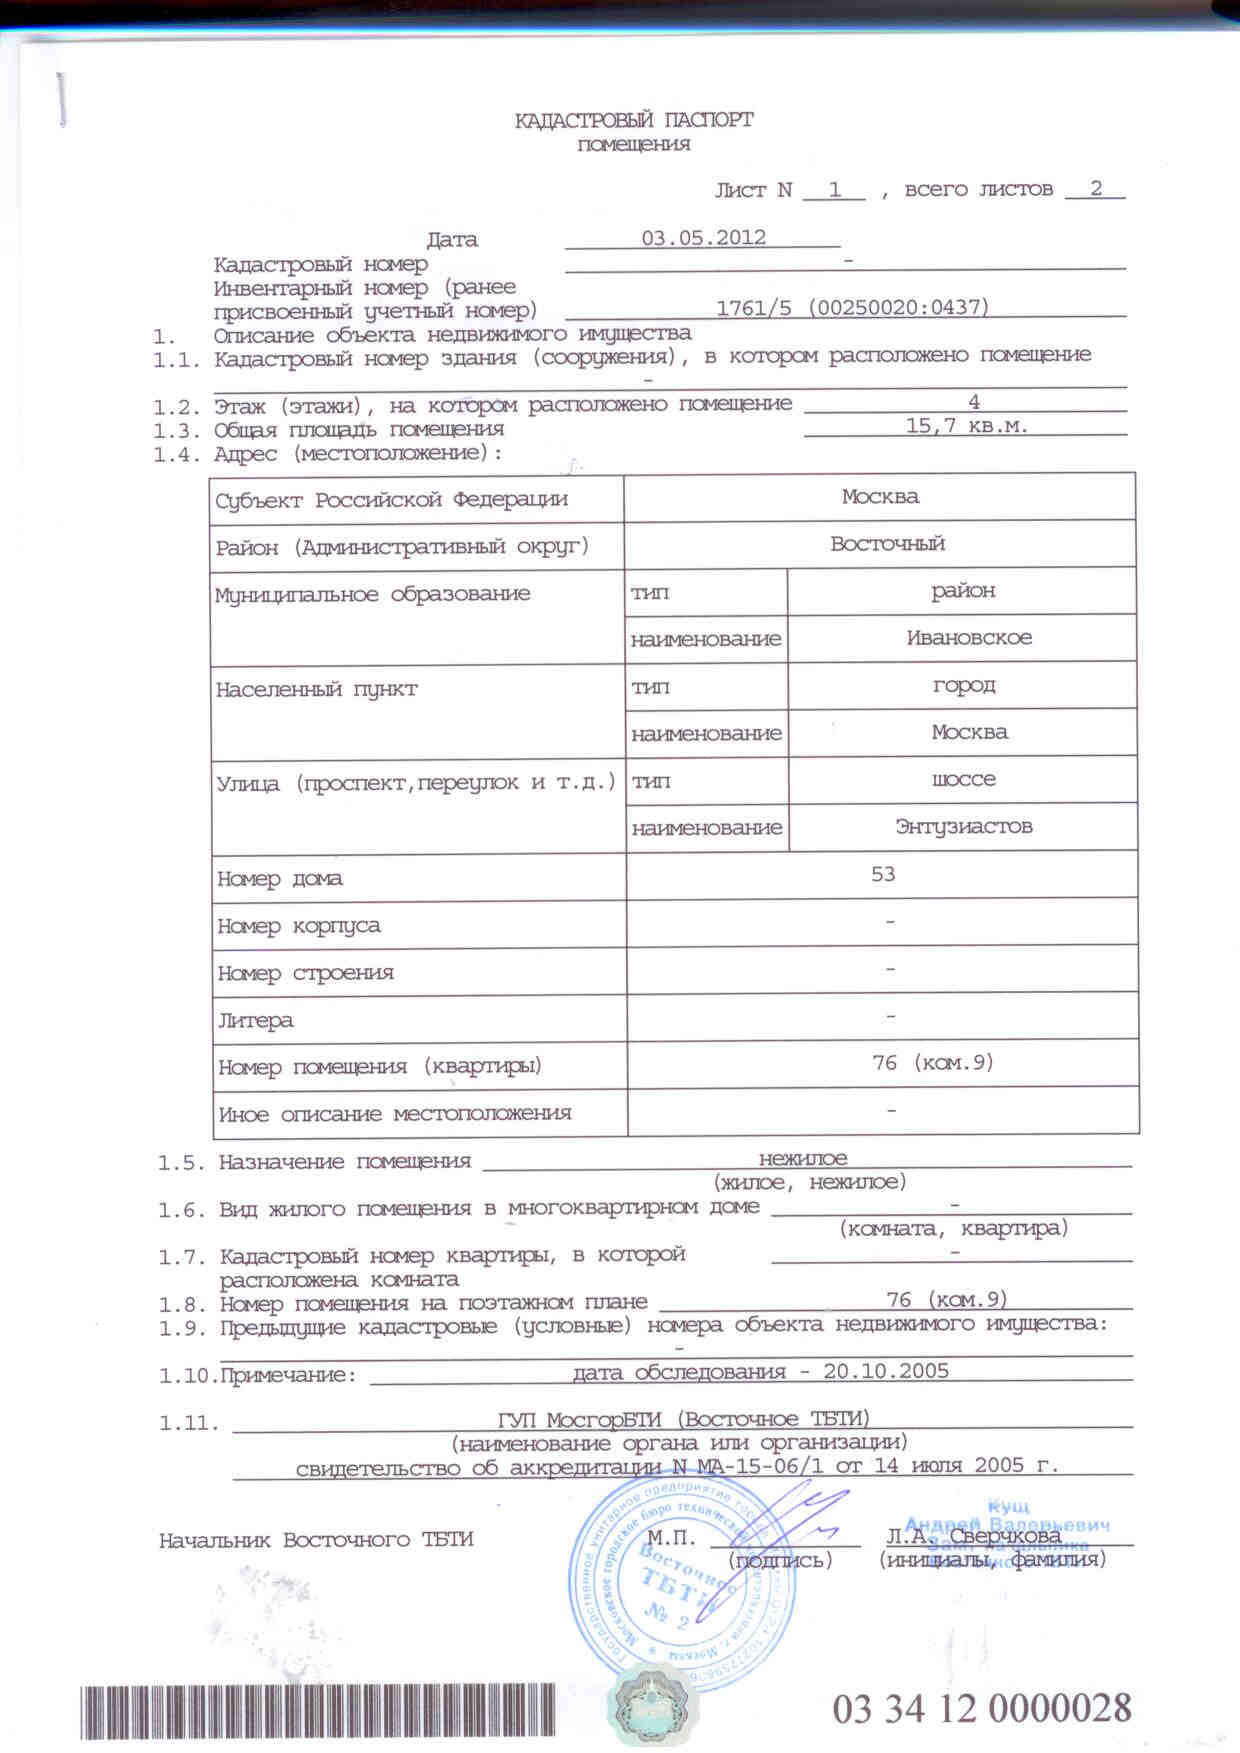 КАДАСТРОВЫЙ ПАСПОРТ
помещения
Лист N 1 , всего листов 2
Дата 03.05.2012
Кадастровый номер -
Инвентарный номер (ранее
присвоенный учетный номер) 1761/5 (00250020:0437)
1. Описание объекта недвижимого имущества
1.1. Кадастровый номер здания (сооружения), в котором расположено помещение
-
1.2. Этаж (этажи), на котором расположено помещение 4
1.3. Общая площадь помещения 15,7 кв.м.
1.4. Адрес (местоположение):
Субъект Российской Федерации Москва
Район (Административный округ) Восточный
Муниципальное образование тип район
наименование Ивановское
Населенный пункт тип город
наименование Москва
Улица (проспект,переулок и т.д.) тип шоссе
наименование Энтузиастов
Номер дома 53
Номер корпуса -
Номер строения -
Литера -
Номер помещения (квартиры) 76 (ком.9)
Иное описание местоположения -
1.5. Назначение помещения нежилое
(жилое, нежилое)
1.6. Вид жилого помещения в многоквартирном доме -
(комната, квартира)
1.7. Кадастровый номер квартиры, в которой -
расположена комната
1.8. Номер помещения на поэтажном плане 76 (ком.9)
1.9. Предыдущие кадастровые (условные) номера объекта недвижимого имущества:
-
1.10.Примечание: дата обследования - 20.10.2005
1.11. ГУП МосгорБТИ (Восточное ТБТИ)
(наименование органа или организации)
свидетельство об аккредитации N МА-15-06/1 от 14 июля 2005 г.
Кущ
Андрей Валерьевич
Начальник Восточного ТБТИ М.П. Л.А. Сверчкова
(подпись) (инициалы, фамилия)
Государственное унитарное предприятие
Московское городское бюро
Восточное
ТБТИ
№ 2
03 34 12 0000028